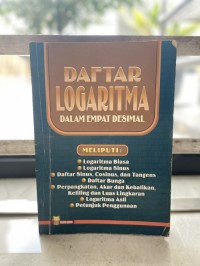 DAFTAR
LOGARITMA
DALAM EMPAT DESIMAL
MELIPUTI:
Logaritma Biasa
Logaritma Sinus
Daftar Sinus, Cosinus, dan Tangens
Daftar Bunga
Perpangkatan, Akar dan Kebalikan,
Keliling dan Luas Lingkaran
Logaritma Asli
Petunjuk Penggunaan